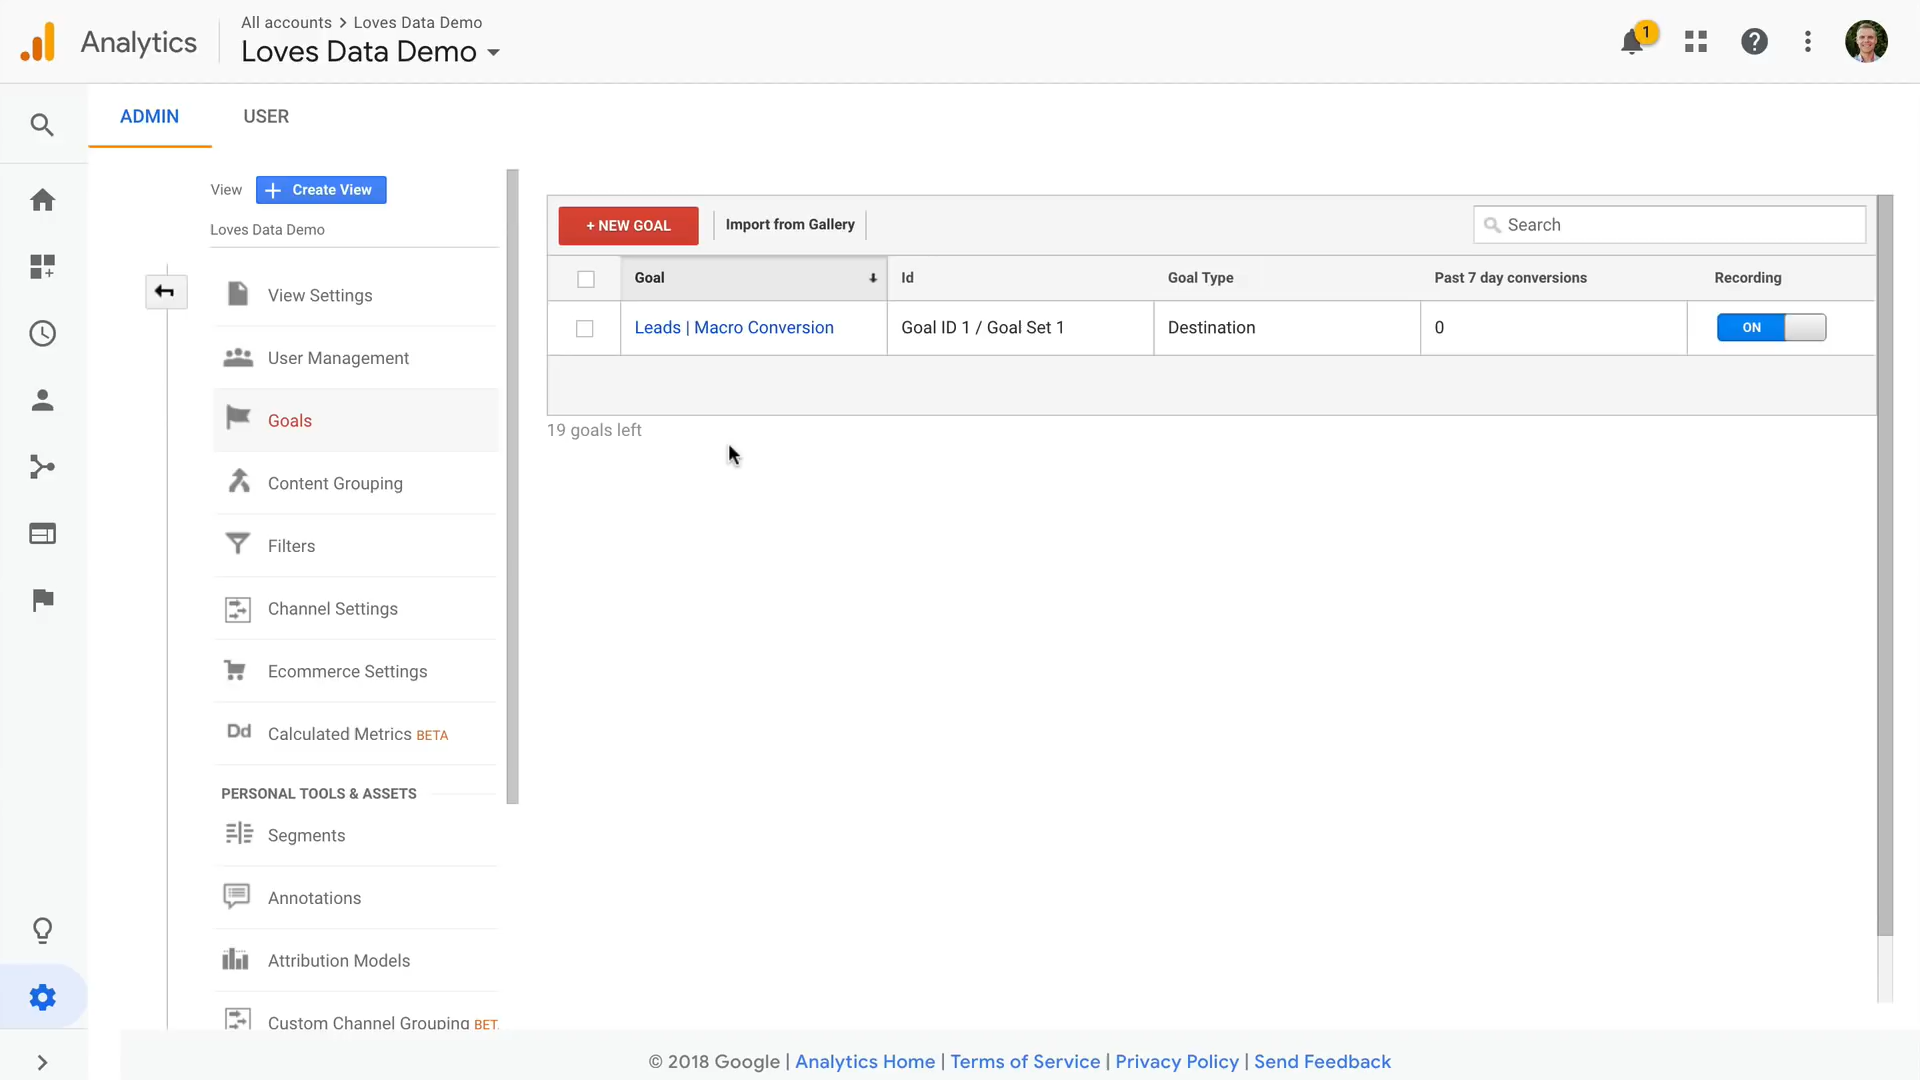 Analytics
All accounts > Loves Data Demo
Loves Data Demo
1
ADMIN
USER
View
+ Create View
Loves Data Demo
View Settings
User Management
Goals
Content Grouping
Filters
Channel Settings
Ecommerce Settings
Dd Calculated Metrics BETA
PERSONAL TOOLS & ASSETS
Segments
Annotations
Attribution Models
Custom Channel Grouping BET
+ NEW GOAL
Import from Gallery
Search
Goal Id Goal Type Past 7 day conversions Recording
Leads | Macro Conversion Goal ID 1 / Goal Set 1 Destination 0 ON
19 goals left
© 2018 Google | Analytics Home | Terms of Service | Privacy Policy | Send Feedback